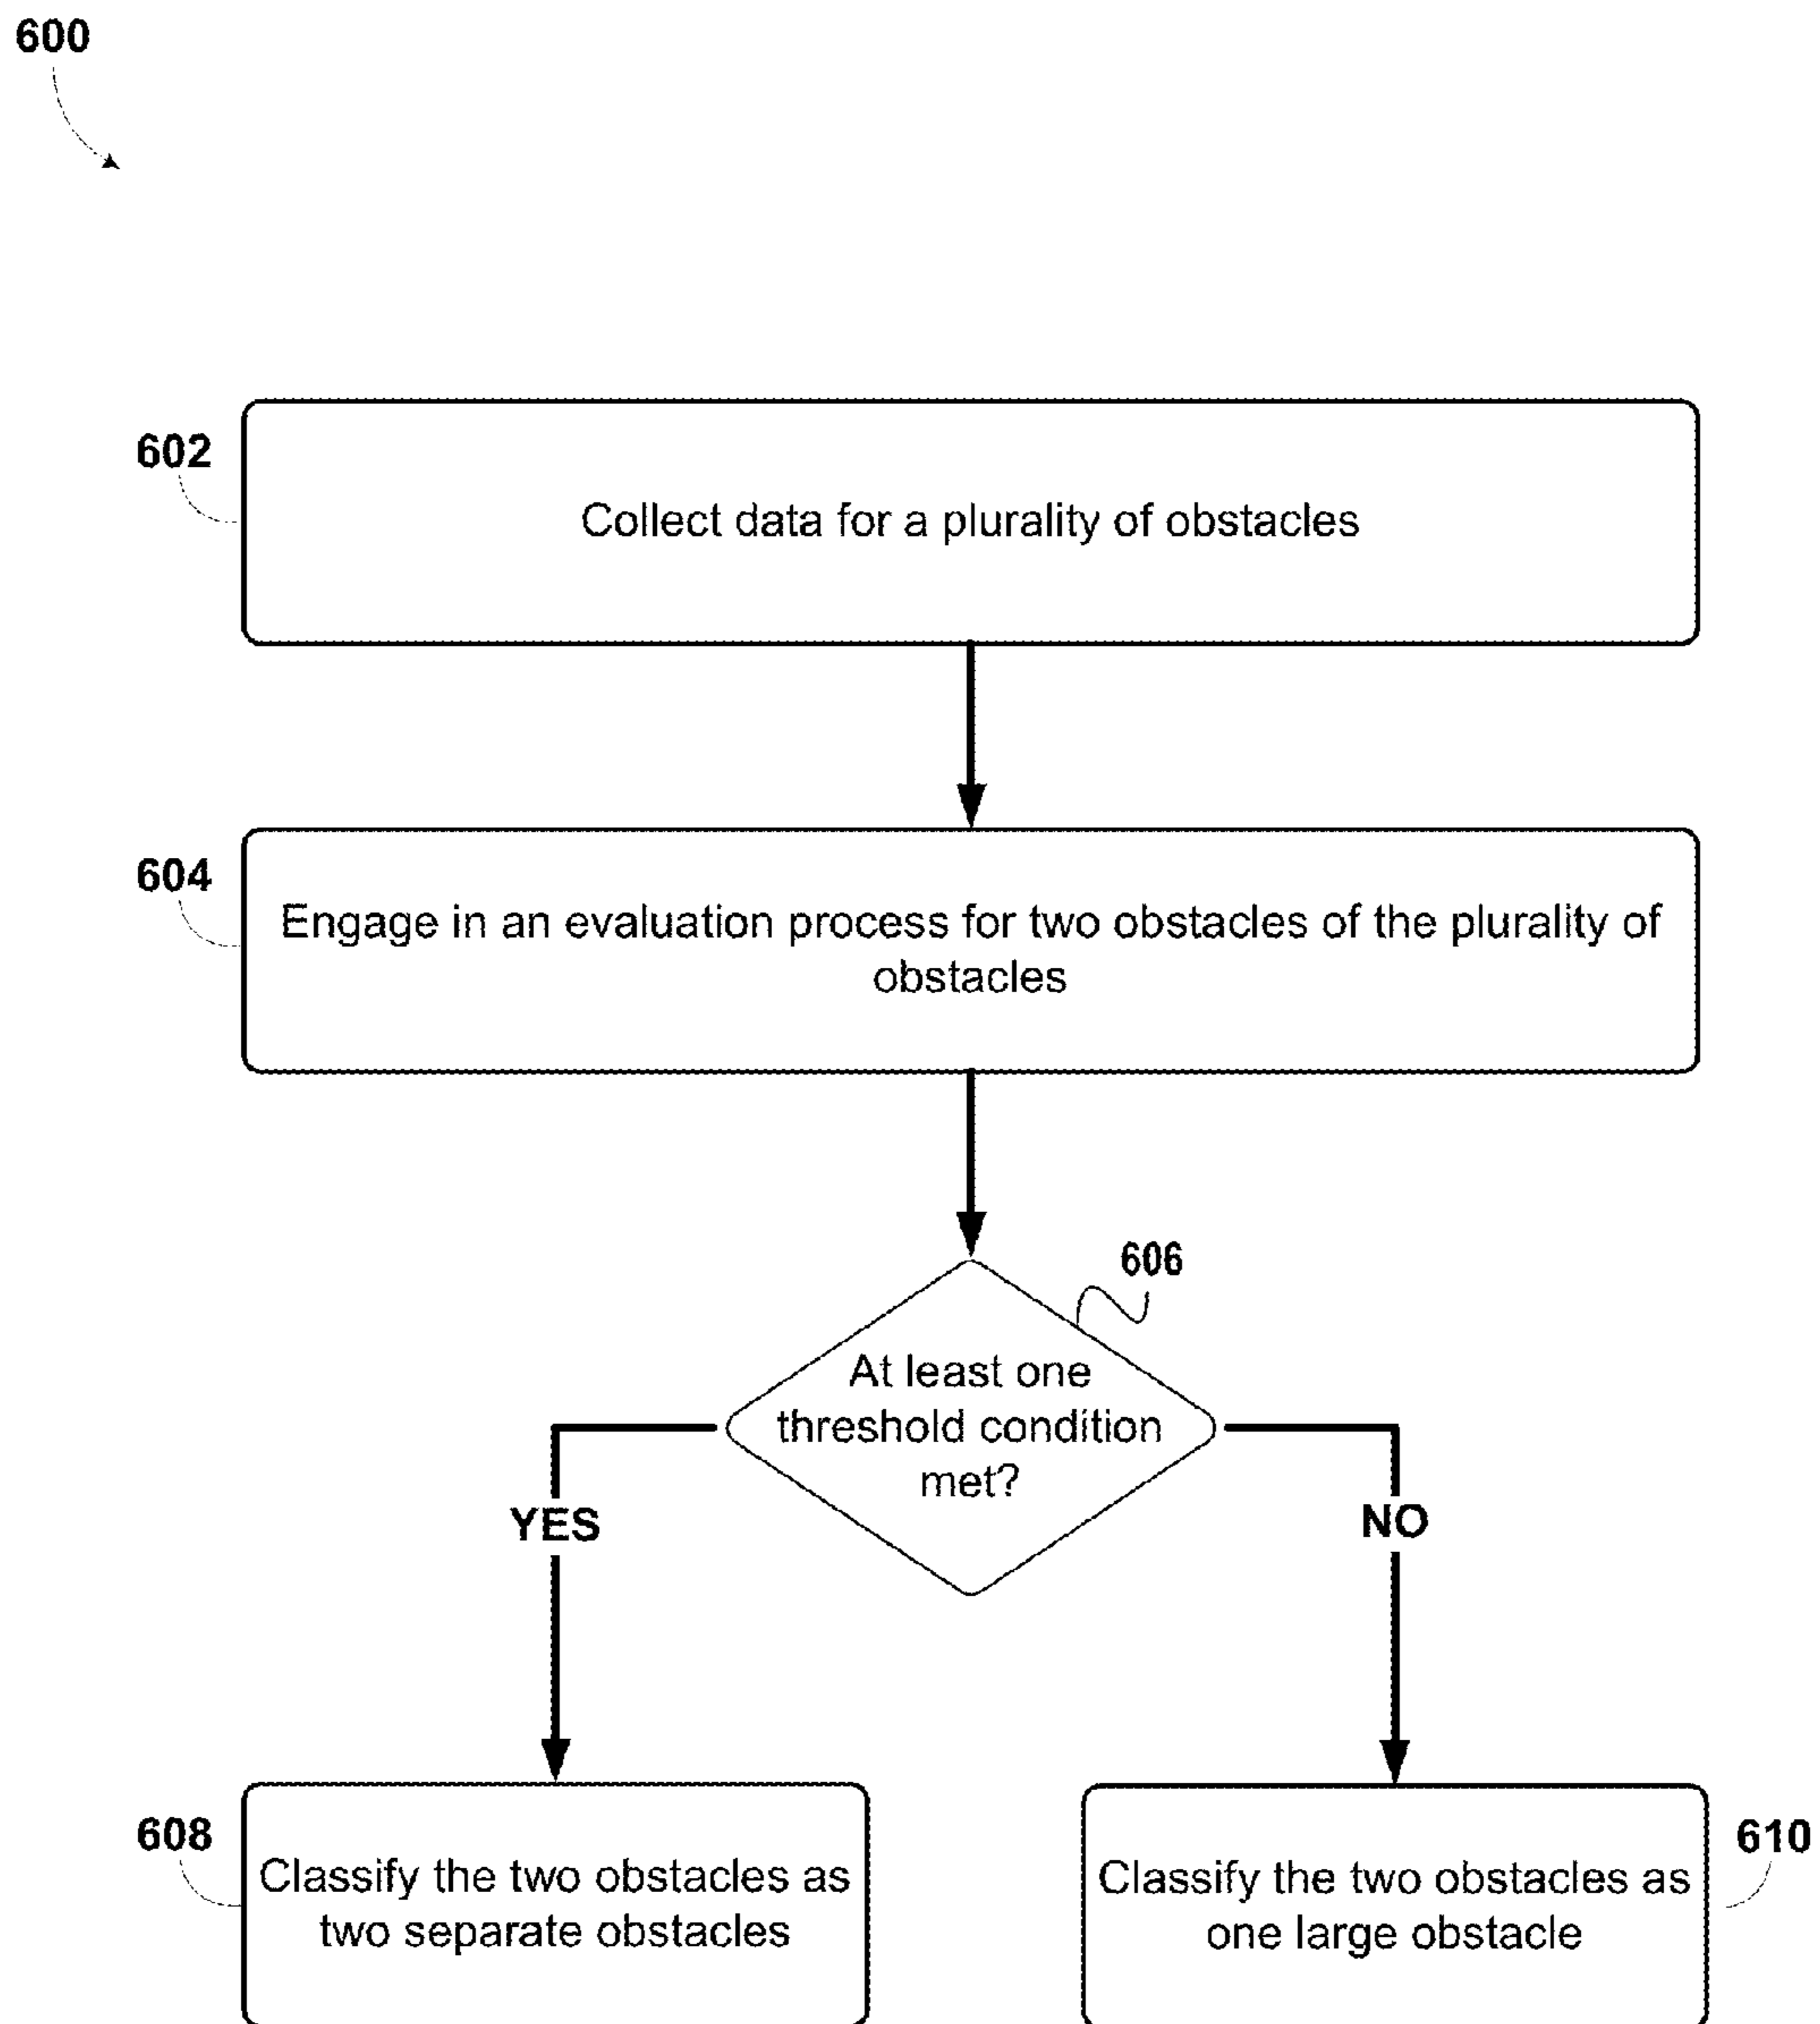 600
602
Collect data for a plurality of obstacles
604
Engage in an evaluation process for two obstacles of the plurality of
obstacles
606
At least one
threshold condition
met?
YES
NO
608
Classify the two obstacles as
two separate obstacles
610
Classify the two obstacles as
one large obstacle